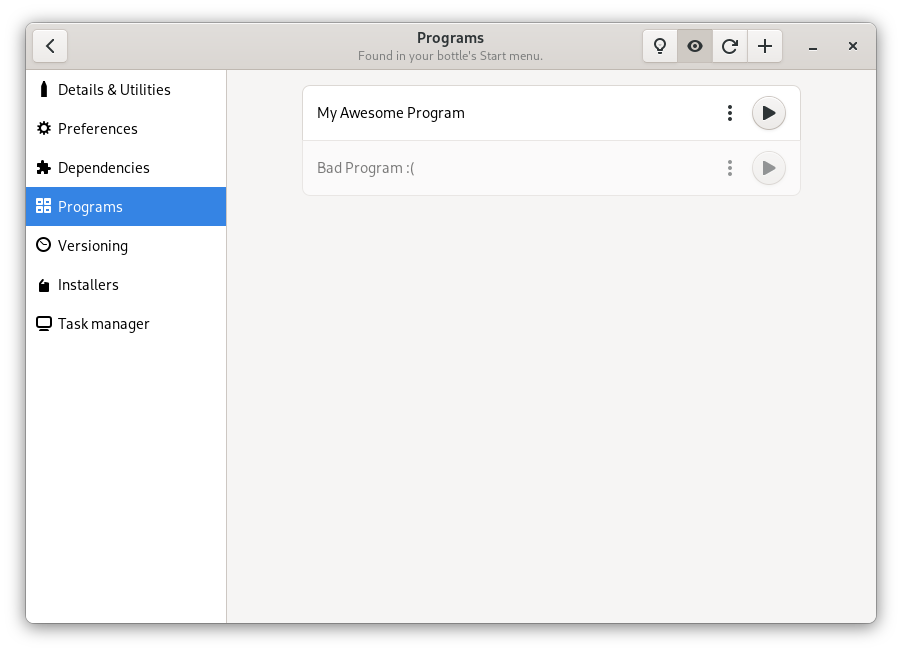 Programs
Found in your bottle's Start menu.
Details & Utilities
Preferences
Dependencies
Programs
Versioning
Installers
Task manager
My Awesome Program
Bad Program :(